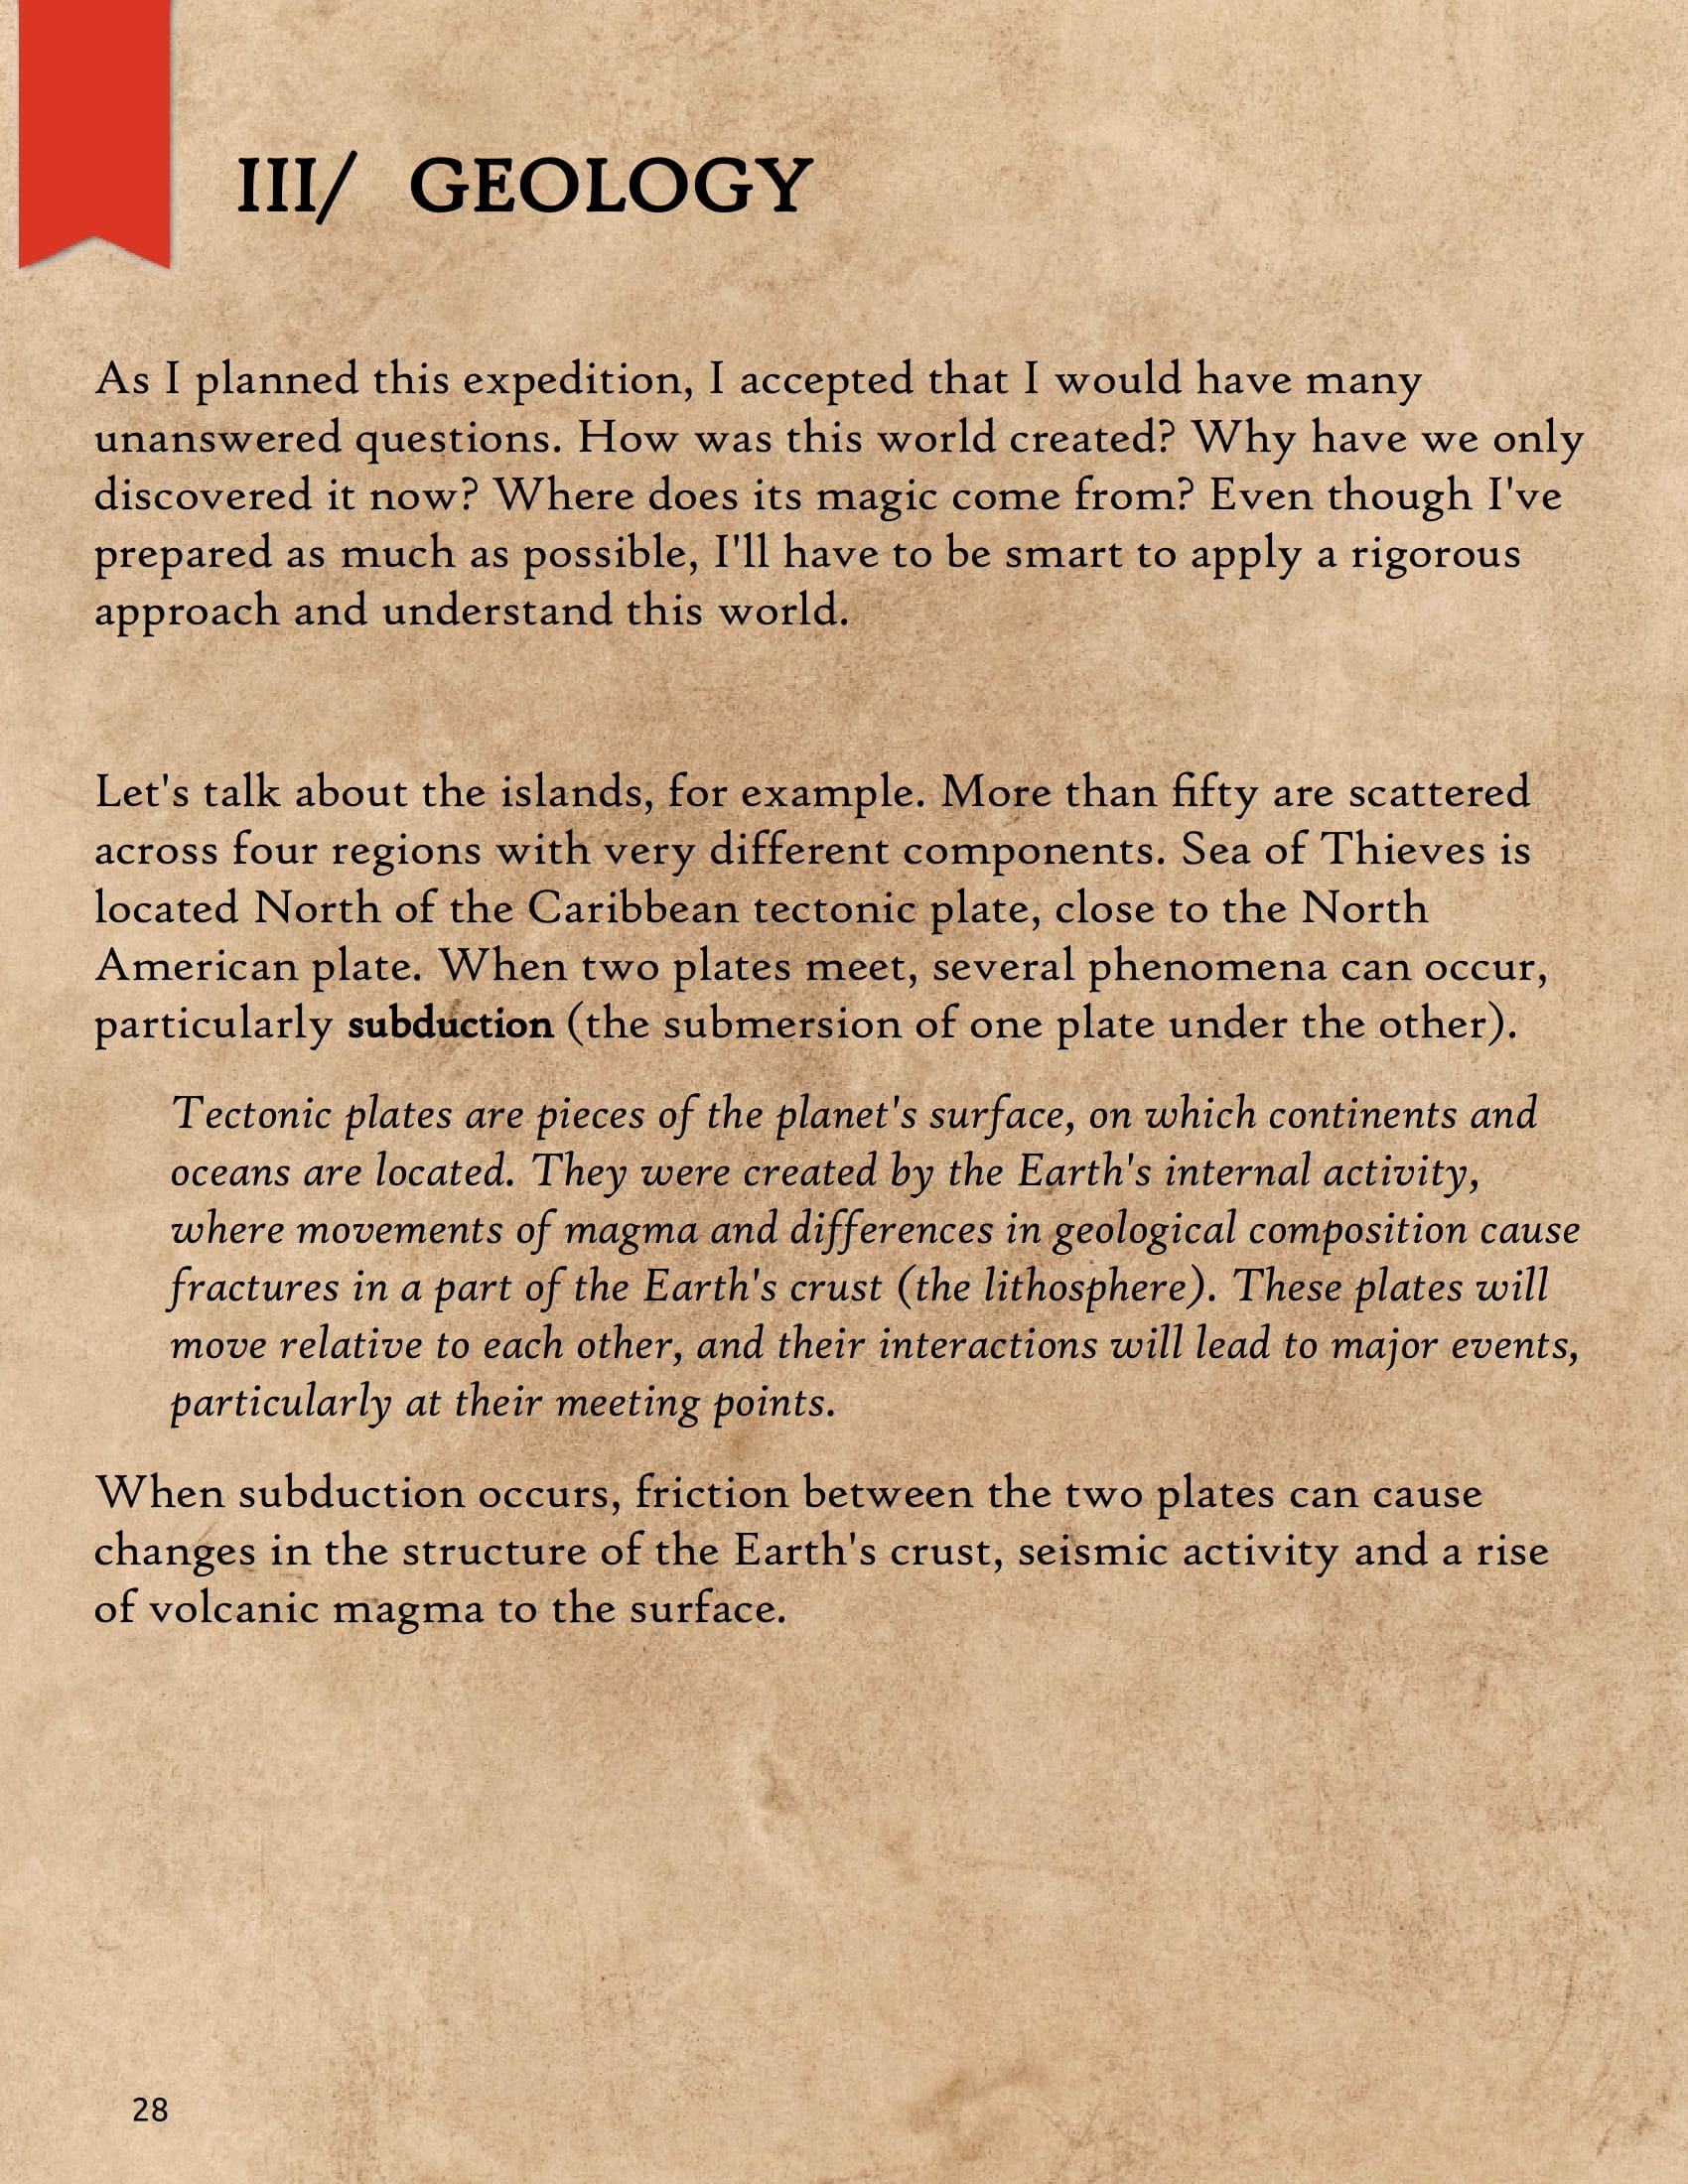 III/ GEOLOGY
As I planned this expedition, I accepted that I would have many
unanswered questions. How was this world created? Why have we only
discovered it now? Where does its magic come from? Even though I've
prepared as much as possible, I'll have to be smart to apply a rigorous
approach and understand this world.
Let's talk about the islands, for example. More than fifty are scattered
across four regions with very different components. Sea of Thieves is
located North of the Caribbean tectonic plate, close to the North
American plate. When two plates meet, several phenomena can occur,
particularly subduction (the submersion of one plate under the other).
Tectonic plates are pieces of the planet's surface, on which continents and
oceans are located. They were created by the Earth's internal activity,
where movements of magma and differences in geological composition cause
fractures in a part of the Earth's crust (the lithosphere). These plates will
move relative to each other, and their interactions will lead to major events,
particularly at their meeting points.
When subduction occurs, friction between the two plates can cause
changes in the structure of the Earth's crust, seismic activity and a rise
of volcanic magma to the surface.
28